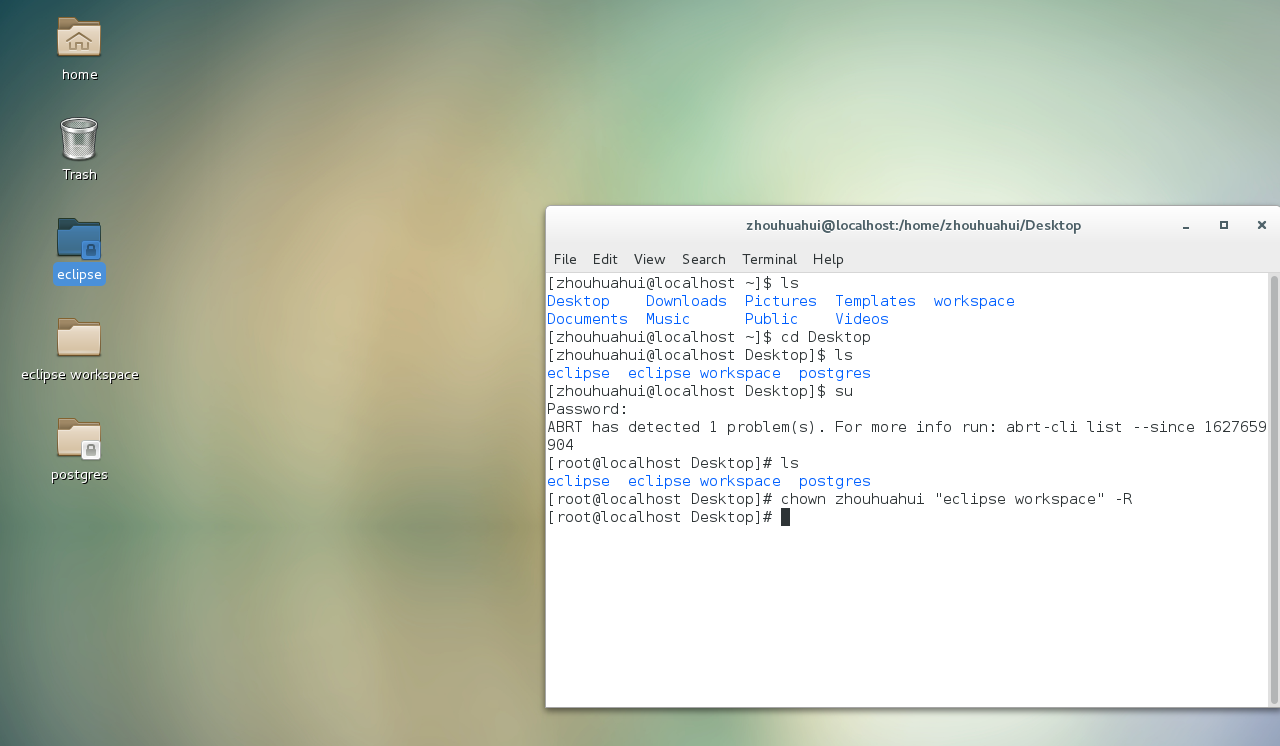 home
Trash
eclipse
eclipse workspace
postgres
zhouhuahui@localhost:/home/zhouhuahui/Desktop
File Edit View Search Terminal Help
[zhouhuahui@localhost ~]$ ls
Desktop    Downloads  Pictures  Templates  workspace
Documents  Music      Public    Videos
[zhouhuahui@localhost ~]$ cd Desktop
[zhouhuahui@localhost Desktop]$ ls
eclipse  eclipse workspace  postgres
[zhouhuahui@localhost Desktop]$ su
Password:
ABRT has detected 1 problem(s). For more info run: abrt-cli list --since 1627659
904
[root@localhost Desktop]# ls
eclipse  eclipse workspace  postgres
[root@localhost Desktop]# chown zhouhuahui "eclipse workspace" -R
[root@localhost Desktop]#